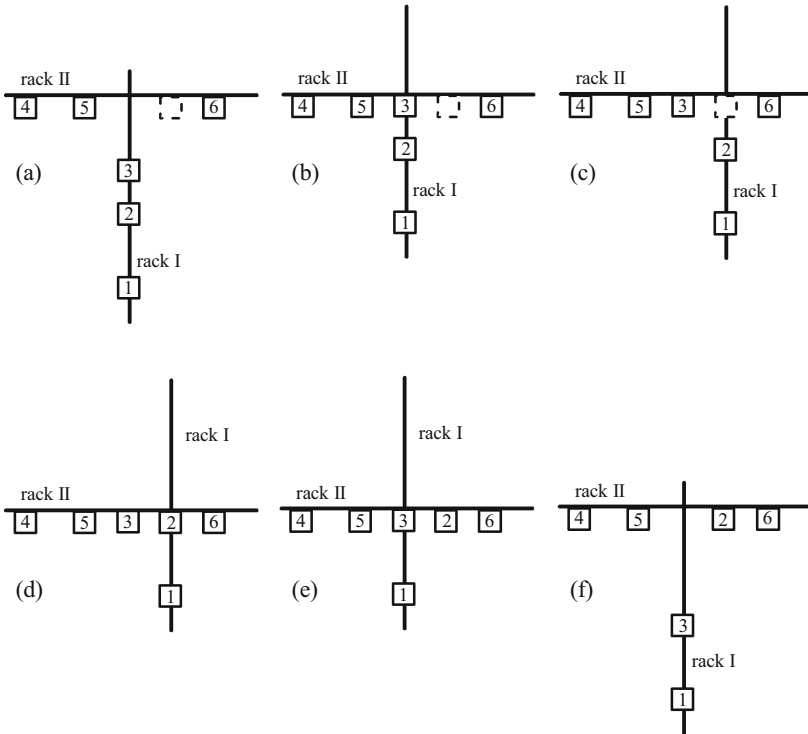 rack II
4 5 6
3
2
rack I
1
(a)
rack II
4 5 3 6
2
rack I
1
(b)
rack II
4 5 3 6
2
rack I
1
(c)
rack I
rack II
4 5 3 2 6
1
(d)
rack I
rack II
4 5 3 2 6
1
(e)
rack II
4 5 2 6
3
rack I
1
(f)